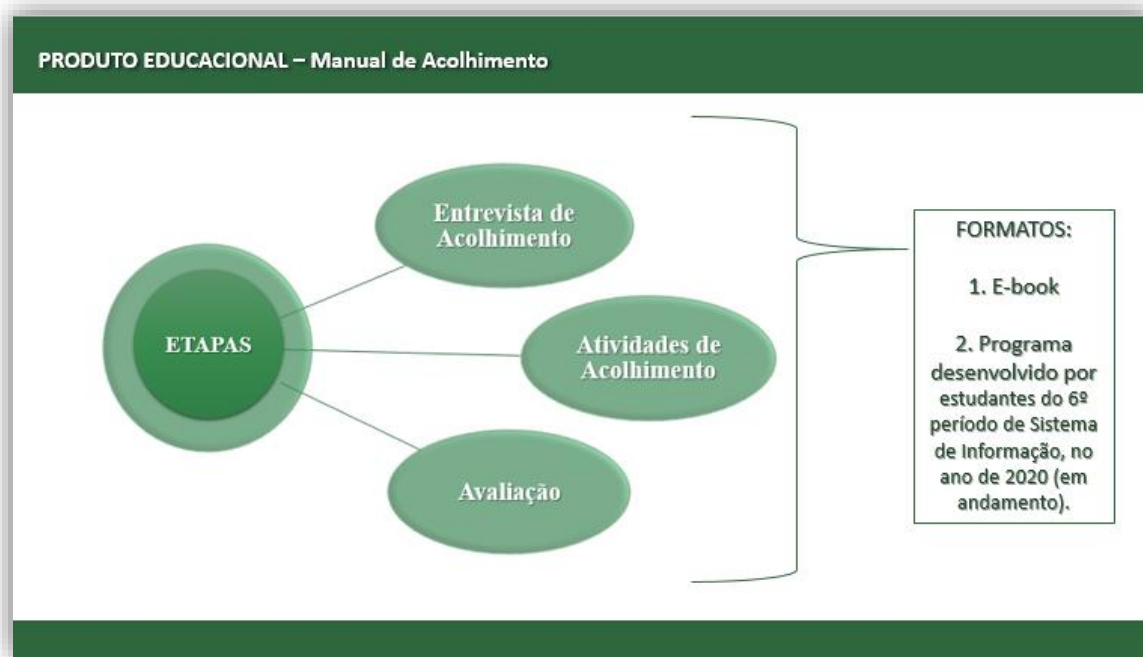 PRODUTO EDUCACIONAL – Manual de Acolhimento
ETAPAS
Entrevista de
Acolhimento
Atividades de
Acolhimento
Avaliação
FORMATOS:
1. E-book
2. Programa
desenvolvido por
estudantes do 6º
período de Sistema
de Informação, no
ano de 2020 (em
andamento).